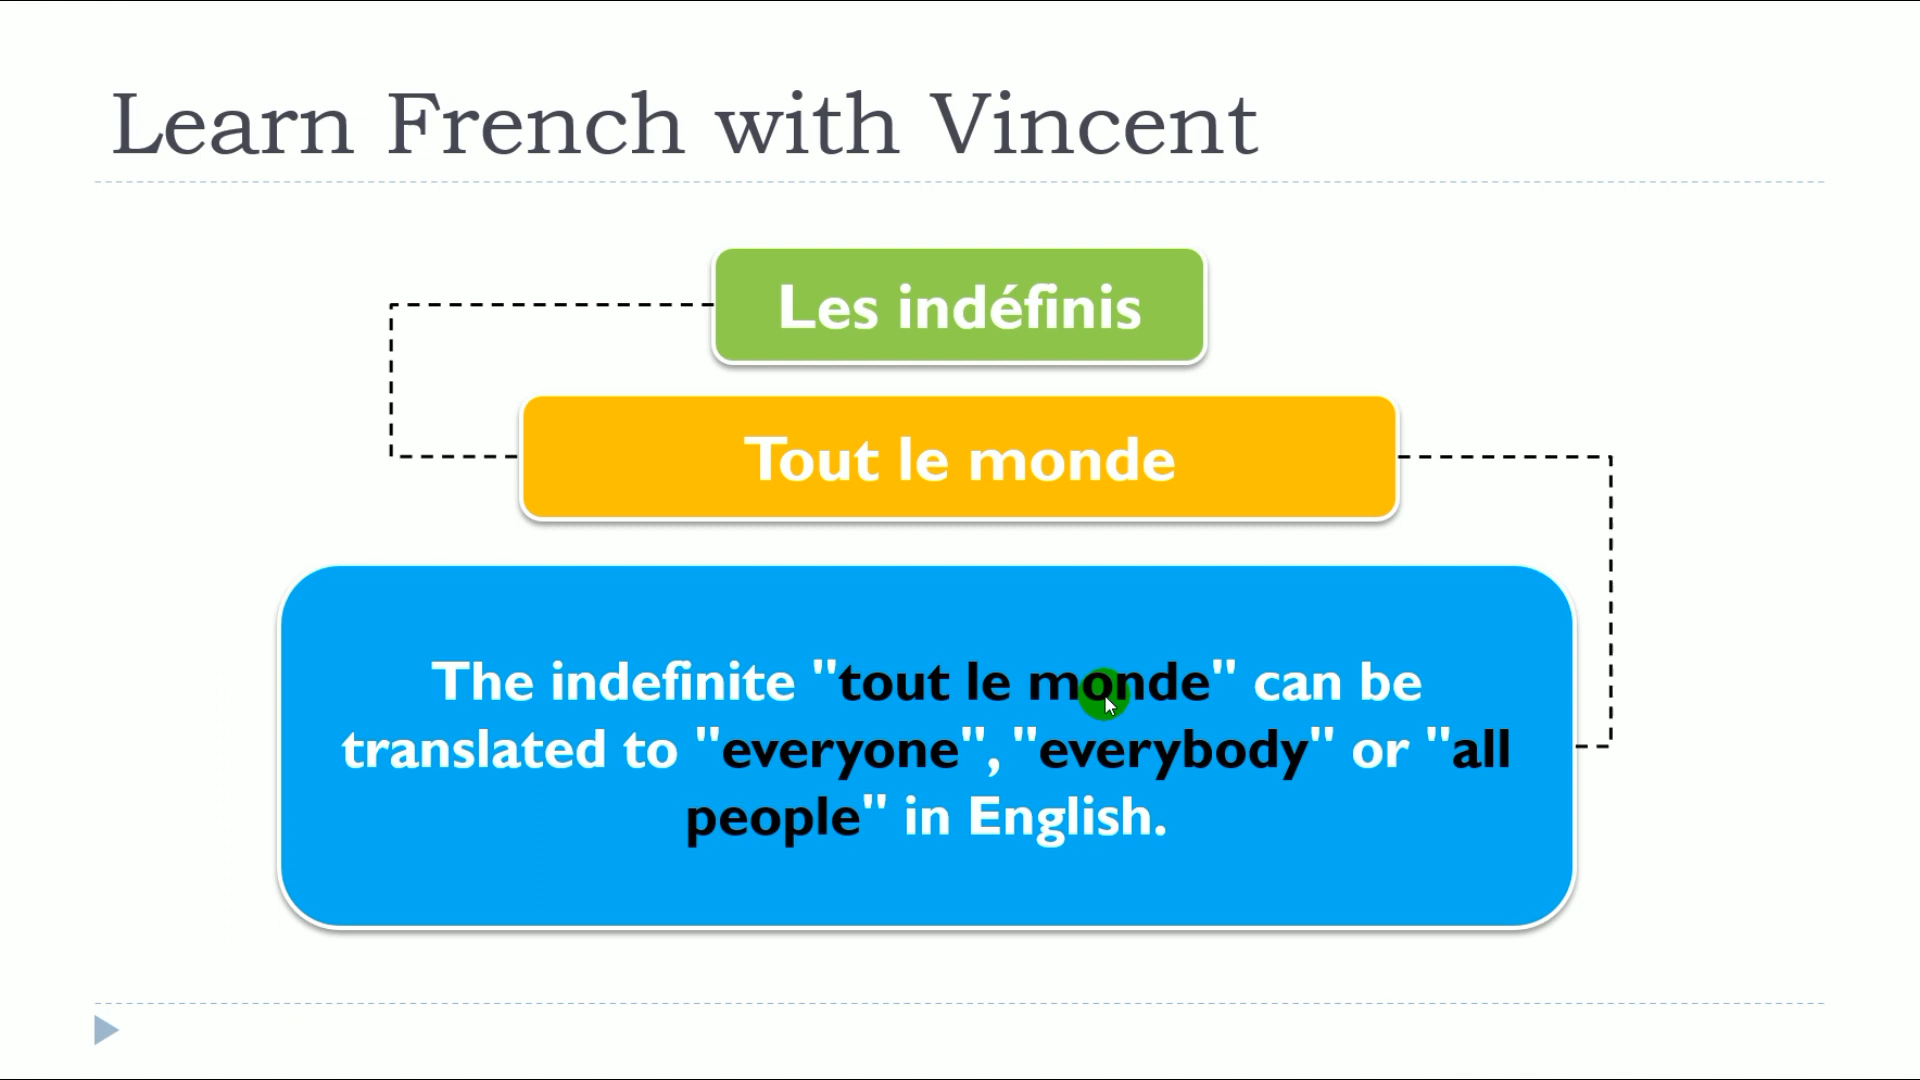 Learn French with Vincent
Les indéfinis
Tout le monde
The indefinite "tout le monde" can be
translated to "everyone", "everybody" or "all
people" in English.